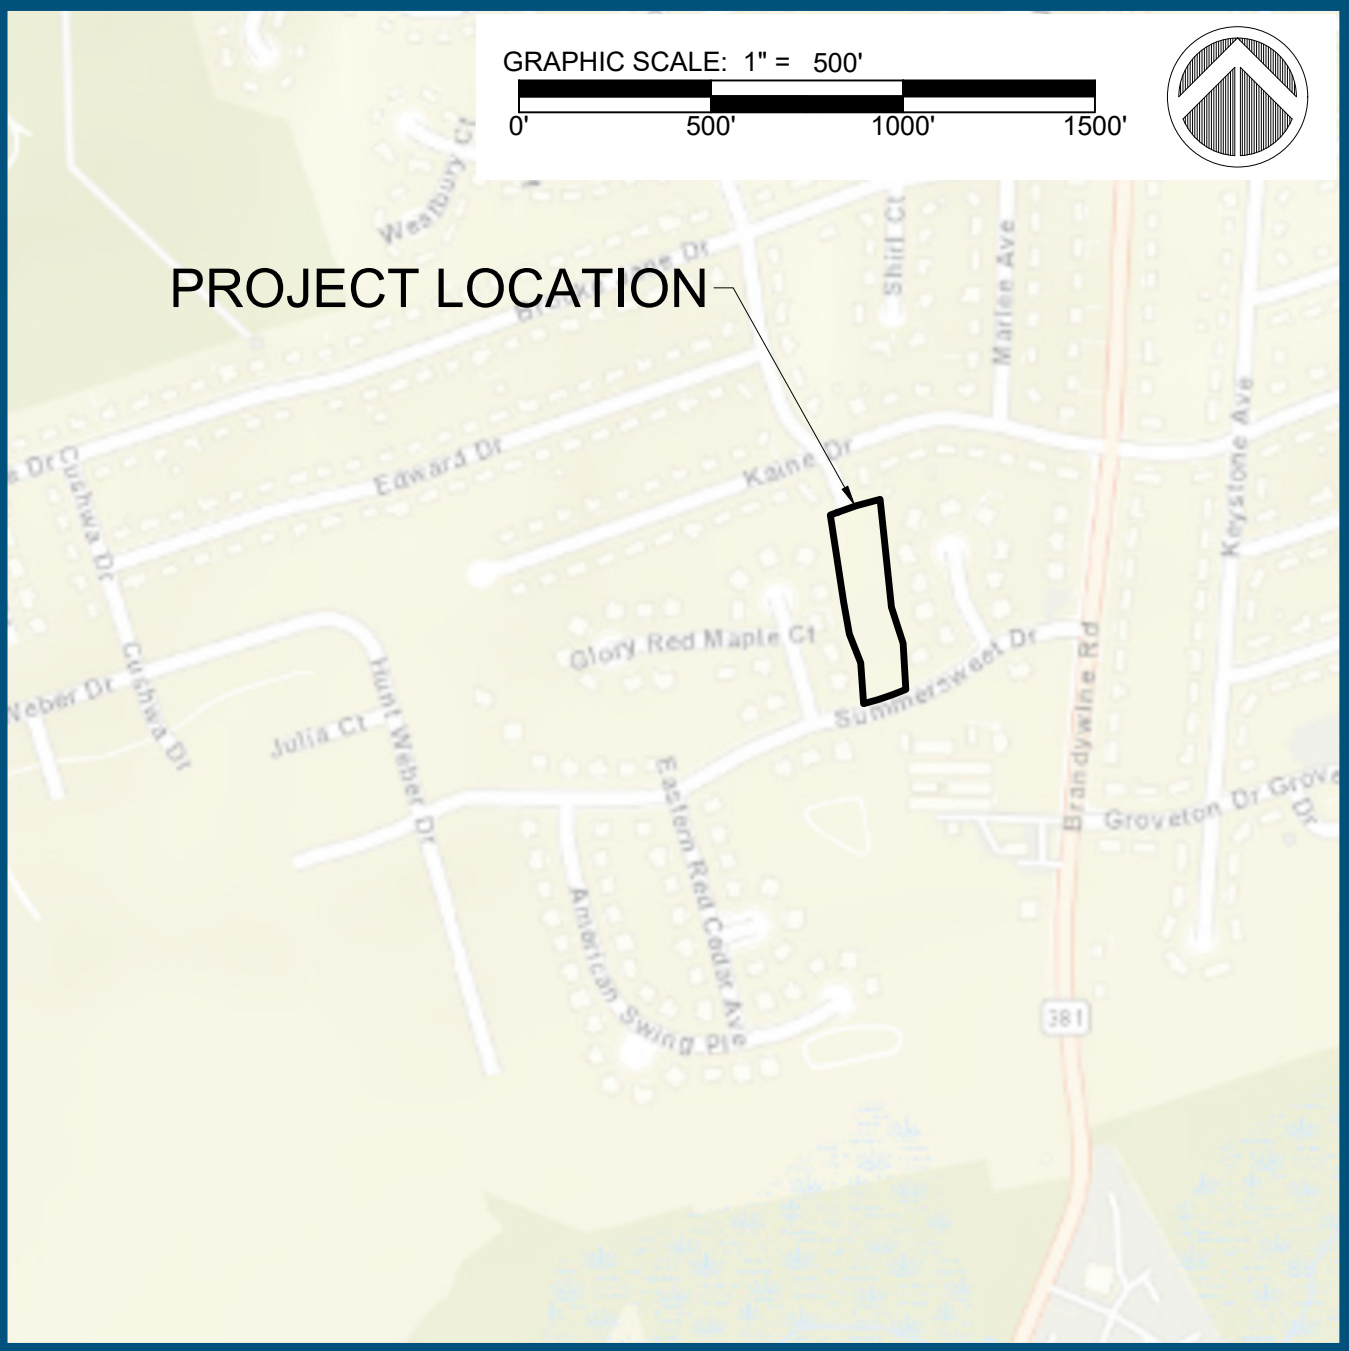 GRAPHIC SCALE: 1" = 500'
0' 500' 1000' 1500'
Westbury Ct
PROJECT LOCATION
Shirl Ct
Marlee Ave
Keystone Ave
Cushwa Dr
Edward Dr
Kaine Dr
Glory Red Maple Ct
Summersweet Dr
Brandywine Rd
Weber Dr
Cushwa Dr
Julia Ct
Hunt Weber Dr
Eastern Red Cedar Ave
Groveton Dr
American Swing Ple
381